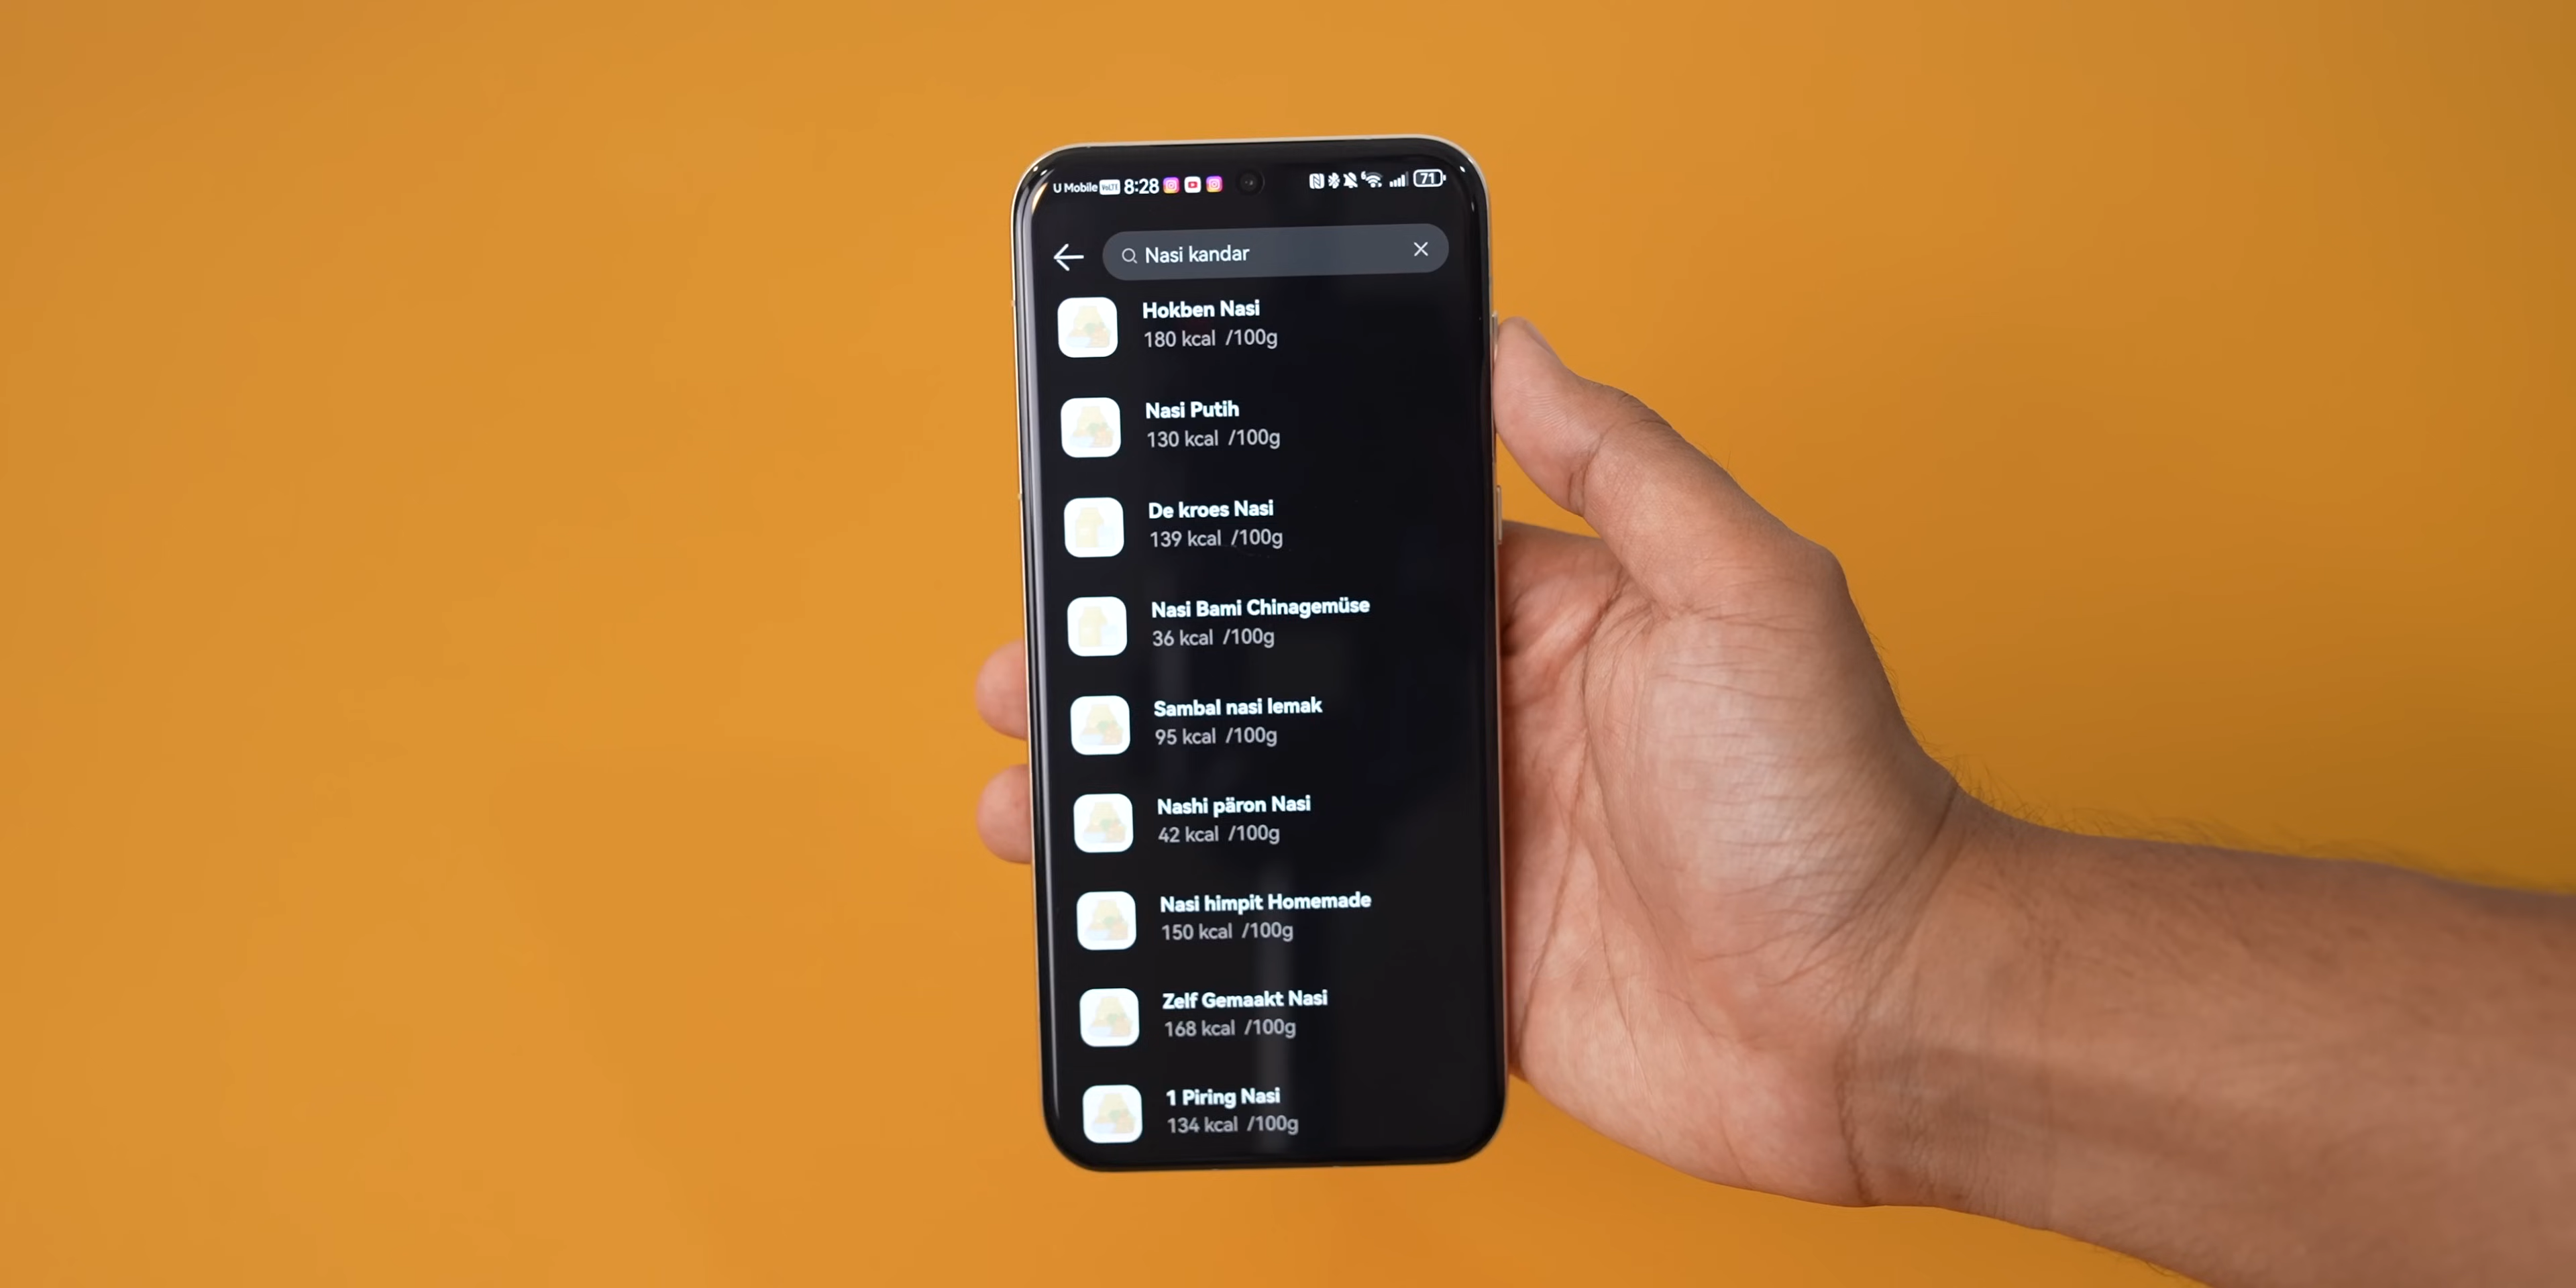 U Mobile VoLTE 8:28 71
Nasi kandar
Hokben Nasi
180 kcal /100g
Nasi Putih
130 kcal /100g
De kroes Nasi
139 kcal /100g
Nasi Bami Chinagemüse
36 kcal /100g
Sambal nasi lemak
95 kcal /100g
Nashi päron Nasi
42 kcal /100g
Nasi himpit Homemade
150 kcal /100g
Zelf Gemaakt Nasi
168 kcal /100g
1 Piring Nasi
134 kcal /100g